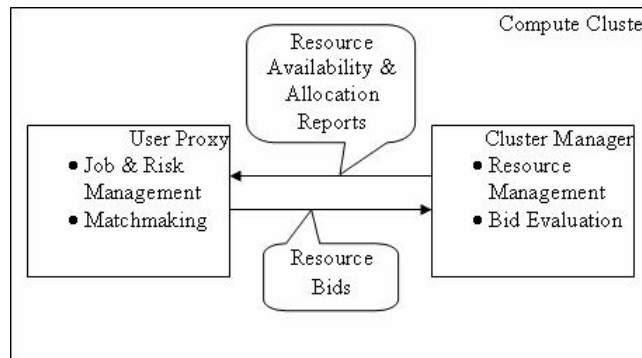 Compute Cluster
Resource
Availability &
Allocation
Reports
User Proxy
• Job & Risk
Management
• Matchmaking
Cluster Manager
• Resource
Management
• Bid Evaluation
Resource
Bids